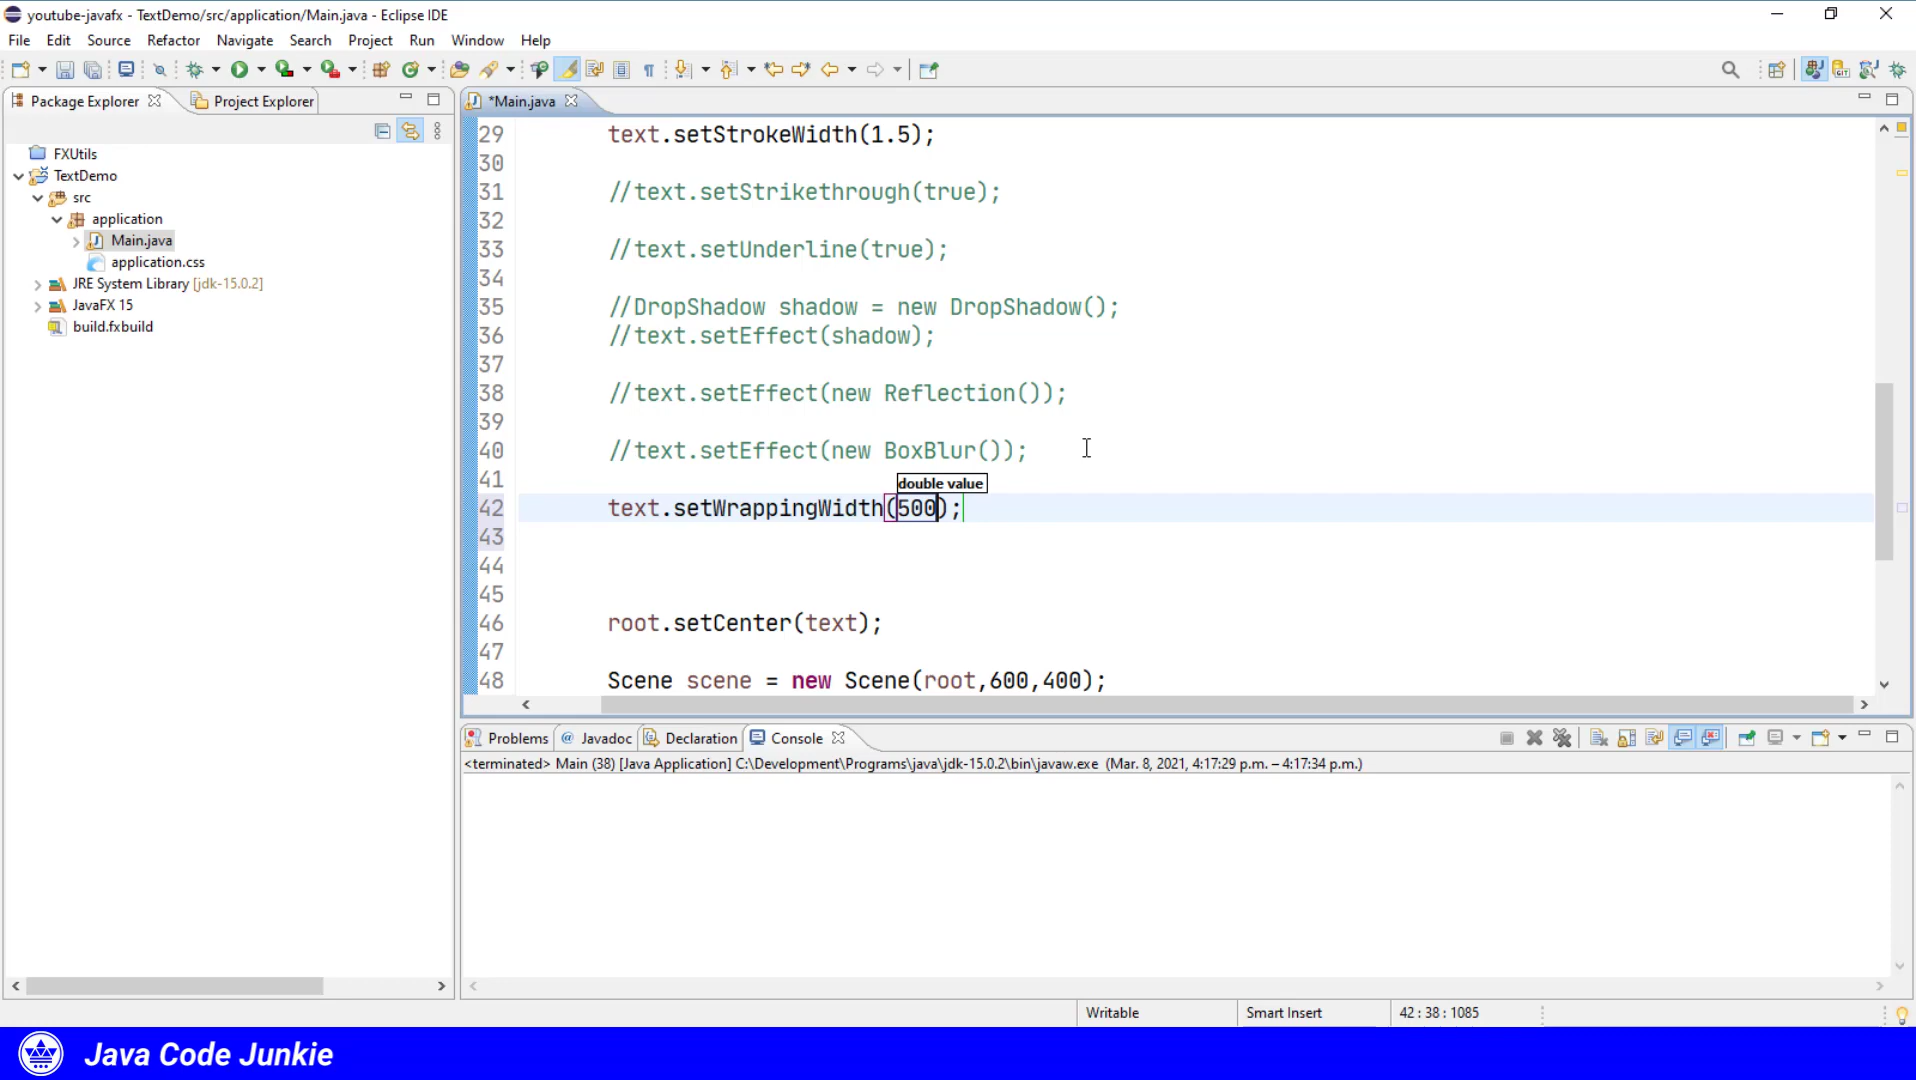 youtube-javafx - TextDemo/src/application/Main.java - Eclipse IDE
File Edit Source Refactor Navigate Search Project Run Window Help
Package Explorer Project Explorer
*Main.java
FXUtils
TextDemo
src
application
Main.java
application.css
JRE System Library [jdk-15.0.2]
JavaFX 15
build.fxbuild
29 text.setStrokeWidth(1.5);
30
31 //text.setStrikethrough(true);
32
33 //text.setUnderline(true);
34
35 //DropShadow shadow = new DropShadow();
36 //text.setEffect(shadow);
37
38 //text.setEffect(new Reflection());
39
40 //text.setEffect(new BoxBlur());
41
double value
42 text.setWrappingWidth(500);
43
44
45
46 root.setCenter(text);
47
48 Scene scene = new Scene(root,600,400);
Problems @ Javadoc Declaration Console
<terminated> Main (38) [Java Application] C:\Development\Programs\java\jdk-15.0.2\bin\javaw.exe (Mar. 8, 2021, 4:17:29 p.m. – 4:17:34 p.m.)
Writable Smart Insert 42 : 38 : 1085
Java Code Junkie